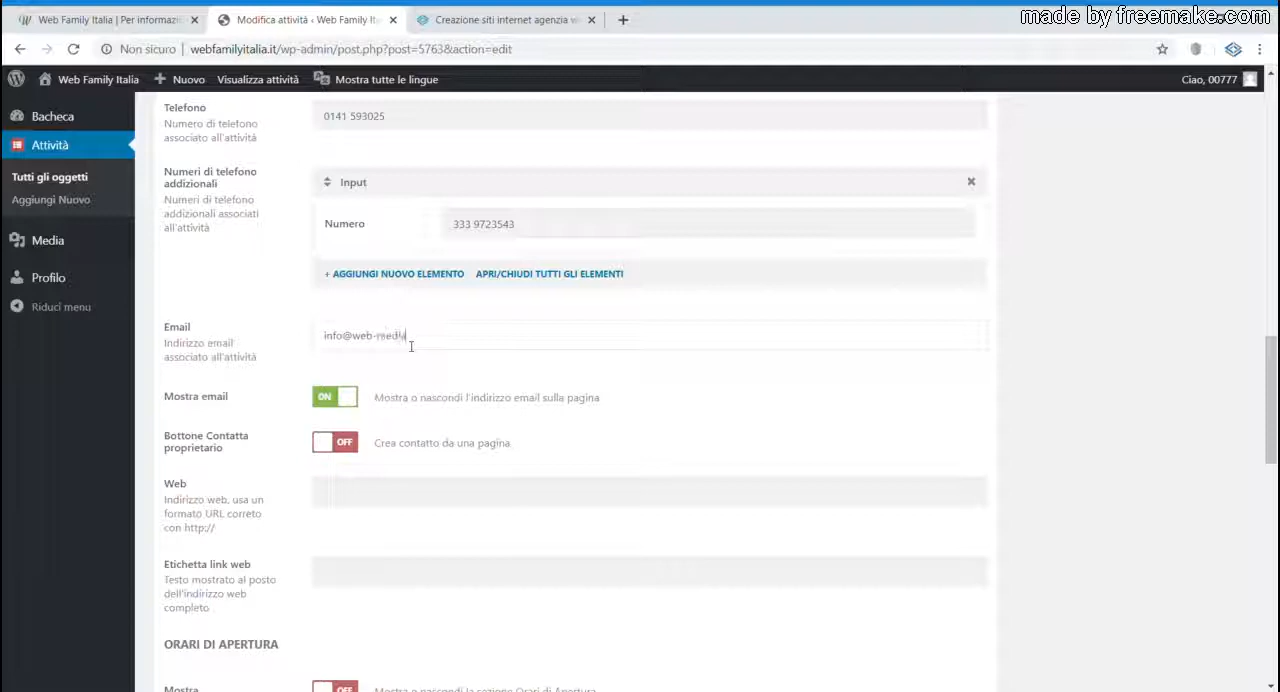 Web Family Italia | Per informazi
Modifica attività ‹ Web Family It
Creazione siti internet agenzia w
made by freemake.com
Non sicuro | webfamilyitalia.it/wp-admin/post.php?post=5763&action=edit
Web Family Italia
Nuovo
Visualizza attività
Mostra tutte le lingue
Ciao, 00777
Bacheca
Attività
Tutti gli oggetti
Aggiungi Nuovo
Media
Profilo
Riduci menu
Telefono
Numero di telefono
associato all'attività
0141 593025
Numeri di telefono
addizionali
Numeri di telefono
addizionali associati
all'attività
Input
Numero
333 9723543
+ AGGIUNGI NUOVO ELEMENTO
APRI/CHIUDI TUTTI GLI ELEMENTI
Email
Indirizzo email
associato all'attività
info@web-media
Mostra email
ON
Mostra o nascondi l'indirizzo email sulla pagina
Bottone Contatta
proprietario
OFF
Crea contatto da una pagina
Web
Indirizzo web, usa un
formato URL correto
con http://
Etichetta link web
Testo mostrato al posto
dell'indirizzo web
completo
ORARI DI APERTURA
Mostra
OFF
Mostra o nascondi la sezione Orari di Apertura